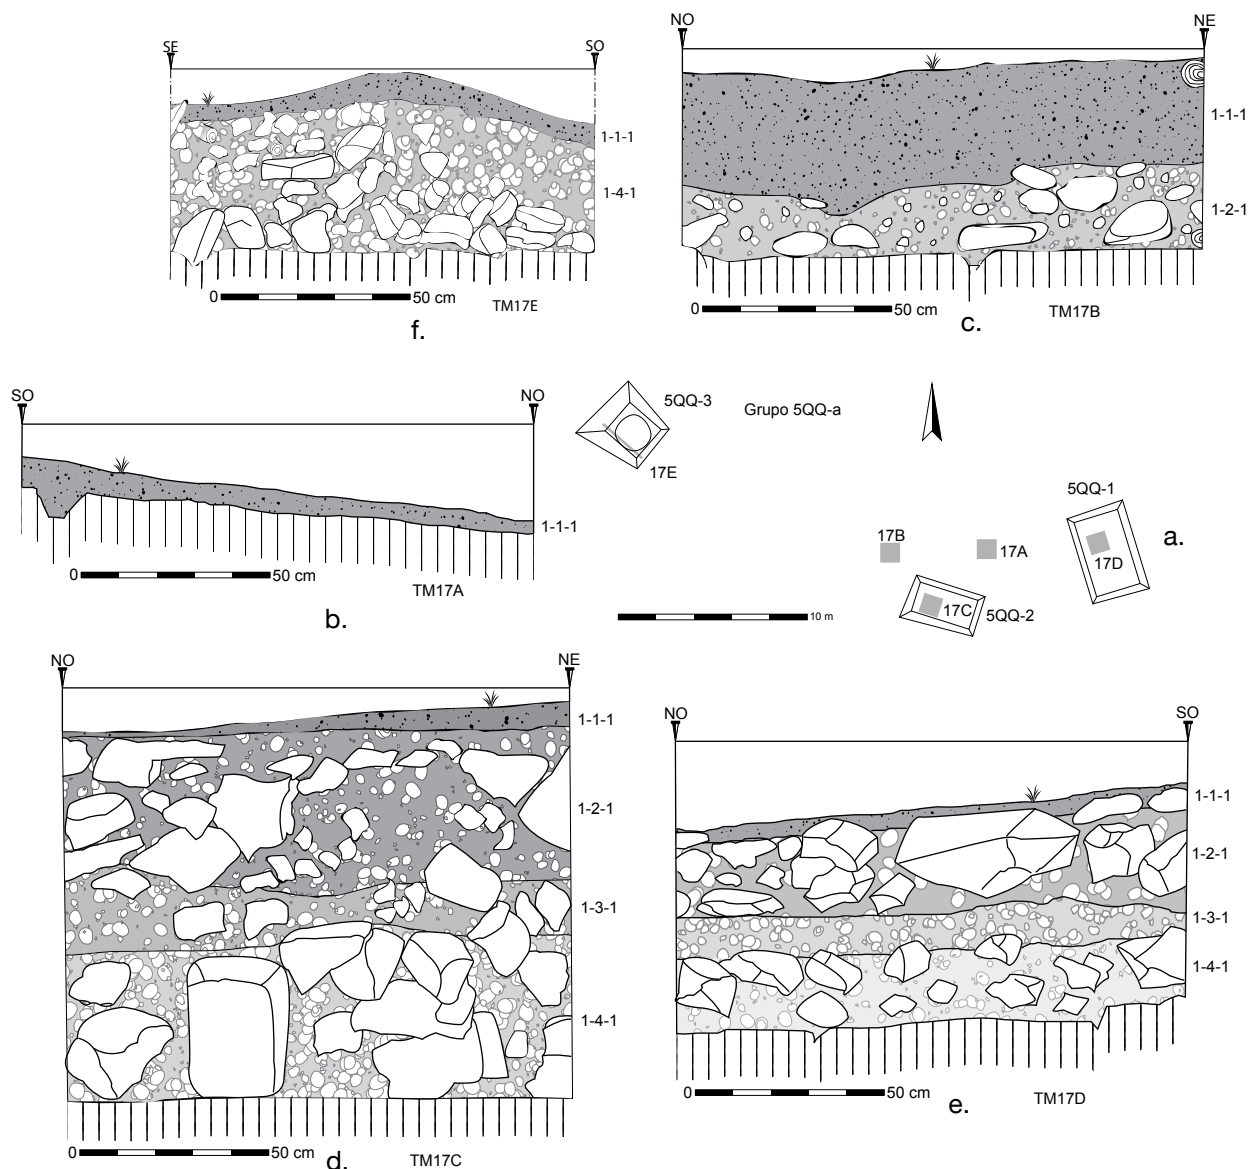 SE
SO
1-1-1
1-4-1
0
50 cm
TM17E
f.
NO
NE
1-1-1
1-2-1
0
50 cm
TM17B
c.
SO
NO
1-1-1
0
50 cm
TM17A
b.
5QQ-3
Grupo 5QQ-a
17E
5QQ-1
a.
17B
17A
17D
17C
5QQ-2
10 m
NO
NE
1-1-1
1-2-1
1-3-1
1-4-1
0
50 cm
TM17C
d.
NO
SO
1-1-1
1-2-1
1-3-1
1-4-1
0
50 cm
TM17D
e.